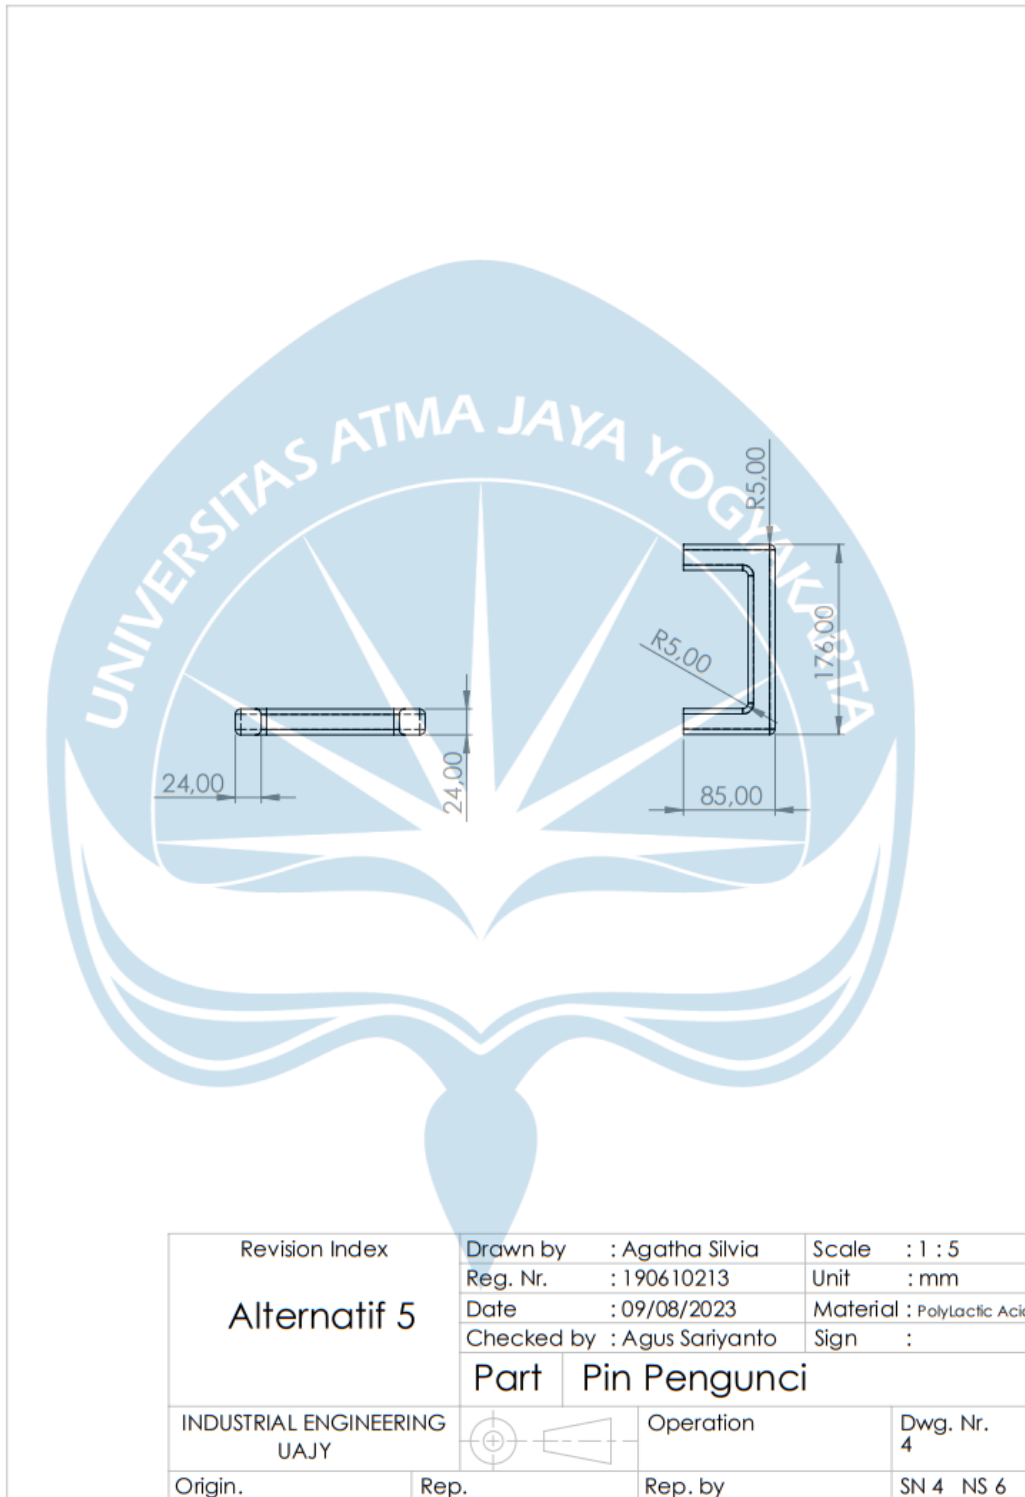 UNIVERSITAS ATMA JAYA YOGYAKARTA
R5,00
176,00
R5,00
85,00
24,00
24,00
Revision Index
Alternatif 5
Drawn by : Agatha Silvia
Scale : 1 : 5
Reg. Nr. : 190610213
Unit : mm
Date : 09/08/2023
Material : PolyLactic Acid
Checked by : Agus Sariyanto
Sign :
Part Pin Pengunci
INDUSTRIAL ENGINEERING
UAJY
Operation
Dwg. Nr.
4
Origin.
Rep.
Rep. by
SN 4 NS 6